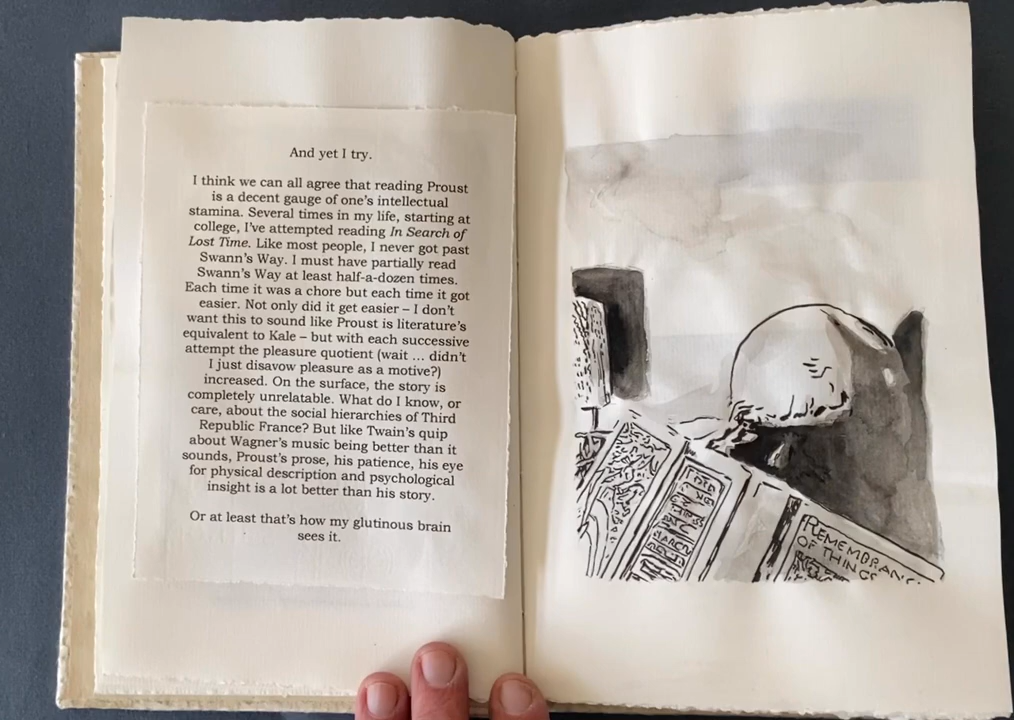 And yet I try.
I think we can all agree that reading Proust
is a decent gauge of one's intellectual
stamina. Several times in my life, starting at
college, I've attempted reading In Search of
Lost Time. Like most people, I never got past
Swann's Way. I must have partially read
Swann's Way at least half-a-dozen times.
Each time it was a chore but each time it got
easier. Not only did it get easier – I don't
want this to sound like Proust is literature's
equivalent to Kale – but with each successive
attempt the pleasure quotient (wait ... didn't
I just disavow pleasure as a motive?)
increased. On the surface, the story is
completely unrelatable. What do I know, or
care, about the social hierarchies of Third
Republic France? But like Twain's quip
about Wagner's music being better than it
sounds, Proust's prose, his patience, his eye
for physical description and psychological
insight is a lot better than his story.
Or at least that's how my glutinous brain
sees it.
REMEMBRANC
OF THINGS